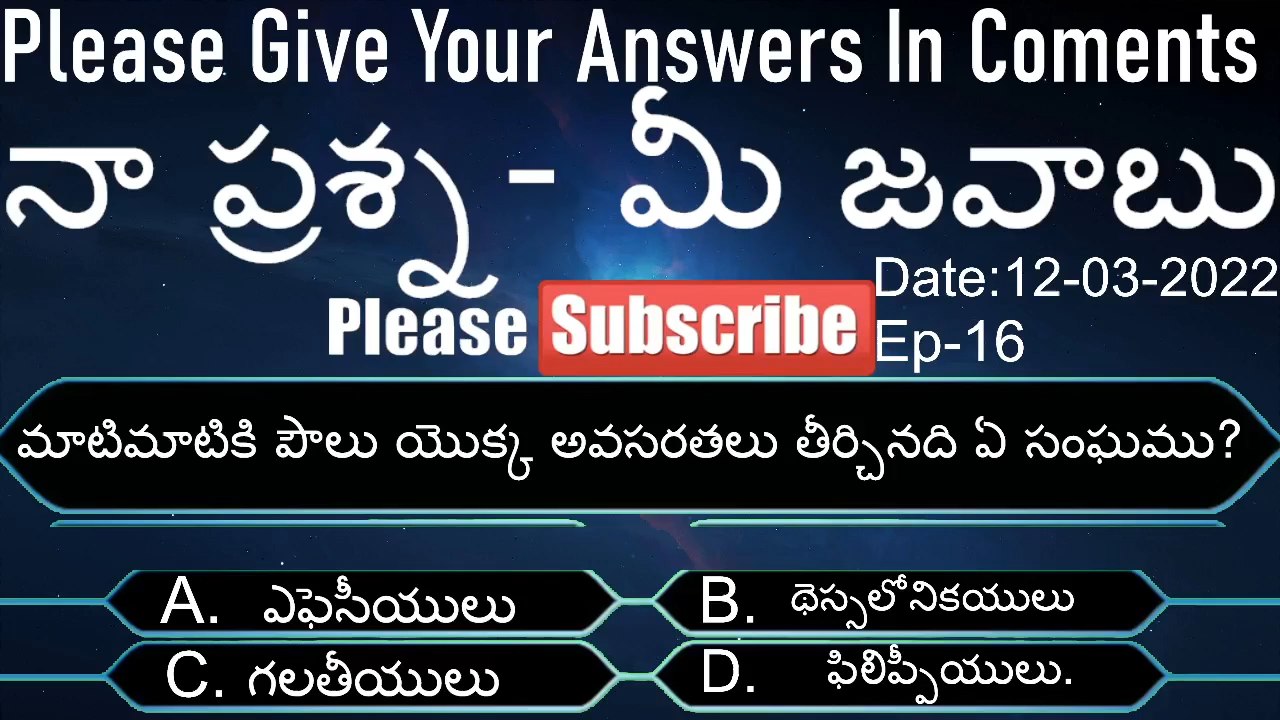 Please Give Your Answers In Coments
నా ప్రశ్న - మీ జవాబు
Date:12-03-2022
Please Subscribe
Ep-16
మాటిమాటికి పౌలు యొక్క అవసరతలు తీర్చినది ఏ సంఘము?
A. ఎఫెసీయులు
B. థెస్సలోనికయులు
C. గలతీయులు
D. ఫిలిప్పీయులు.